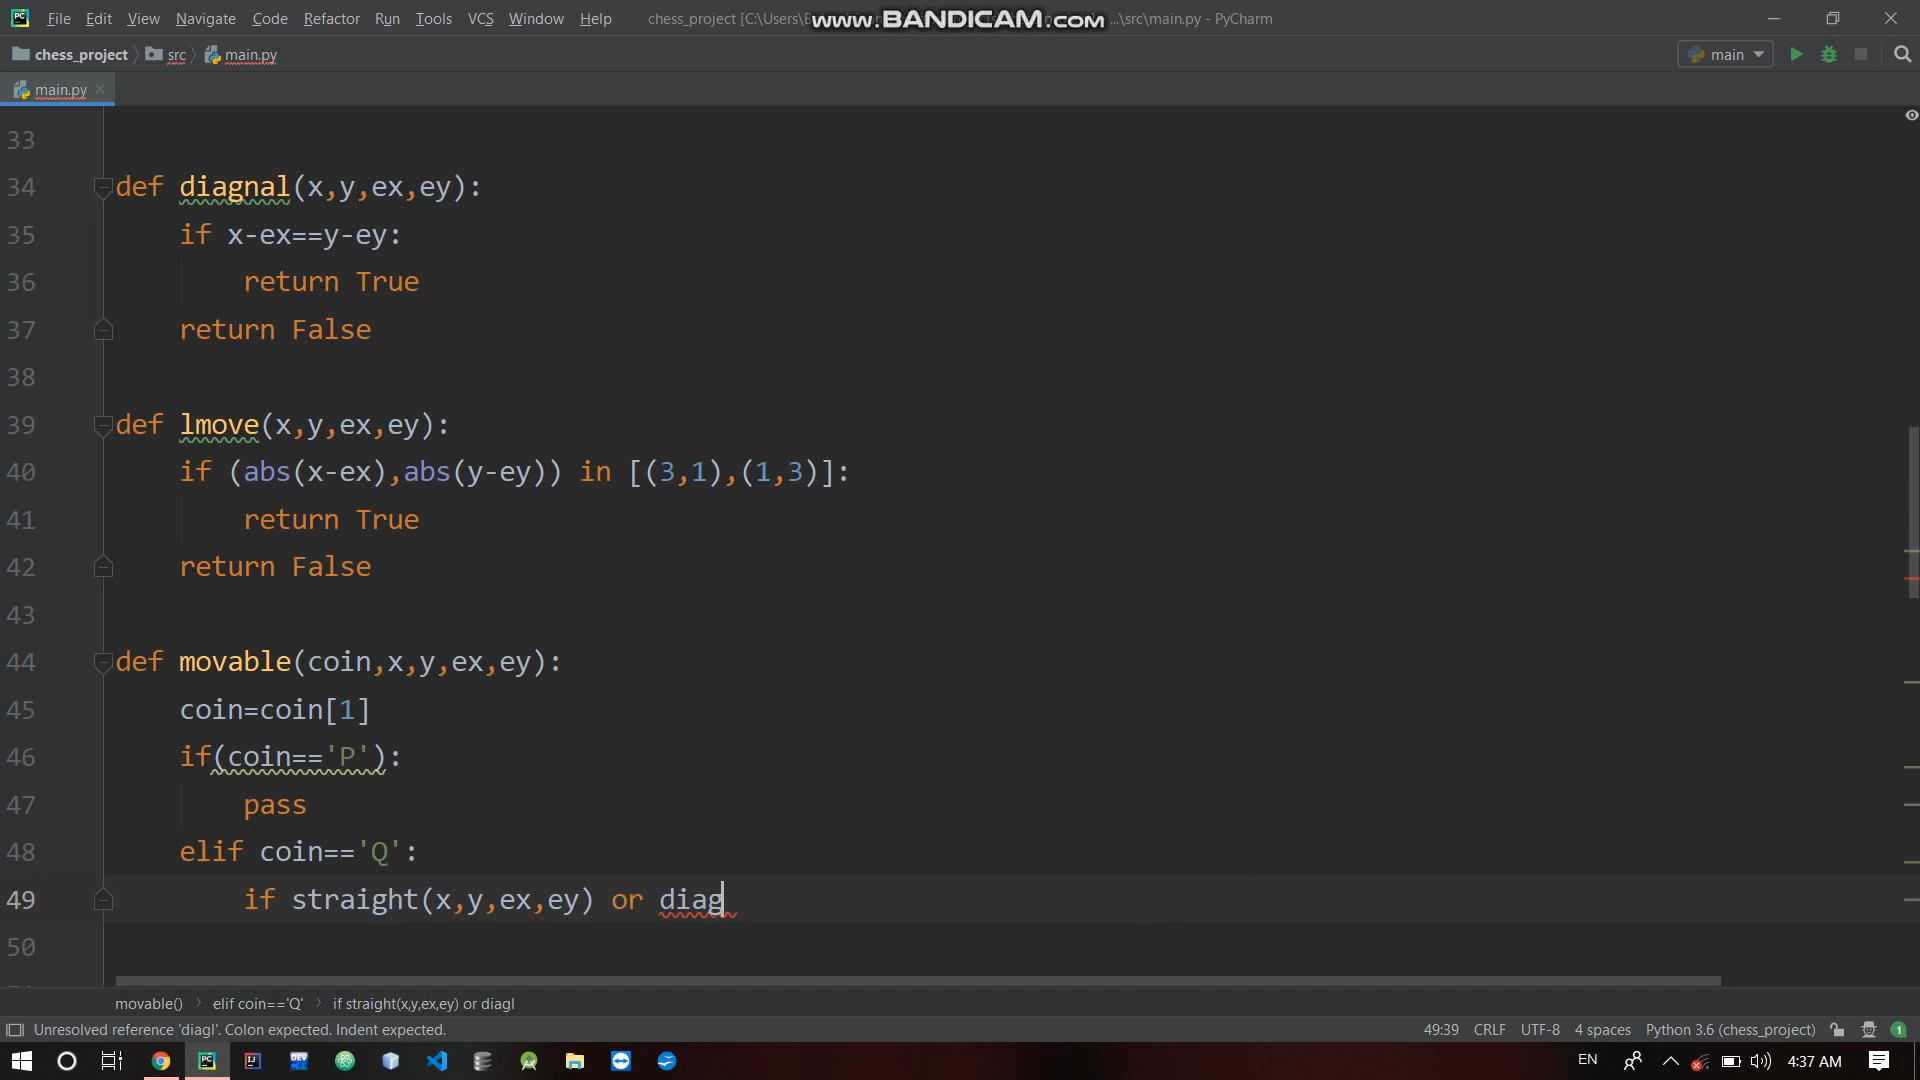 File Edit View Navigate Code Refactor Run Tools VCS Window Help chess_project [C:\Users\B ...\src\main.py - PyCharm
www.BANDICAM.com
chess_project src main.py main
main.py
33
34 def diagnal(x,y,ex,ey):
35 if x-ex==y-ey:
36 return True
37 return False
38
39 def lmove(x,y,ex,ey):
40 if (abs(x-ex),abs(y-ey)) in [(3,1),(1,3)]:
41 return True
42 return False
43
44 def movable(coin,x,y,ex,ey):
45 coin=coin[1]
46 if(coin=='P'):
47 pass
48 elif coin=='Q':
49 if straight(x,y,ex,ey) or diag
50
movable() elif coin=='Q' if straight(x,y,ex,ey) or diagl
Unresolved reference 'diagl'. Colon expected. Indent expected. 49:39 CRLF UTF-8 4 spaces Python 3.6 (chess_project) 1
PC IJ DEV EN 4:37 AM